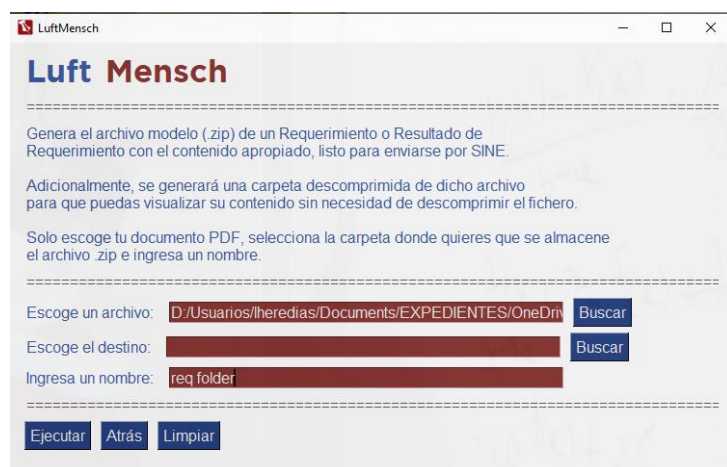 LuftMensch
Luft Mensch
Genera el archivo modelo (.zip) de un Requerimiento o Resultado de
Requerimiento con el contenido apropiado, listo para enviarse por SINE.
Adicionalmente, se generará una carpeta descomprimida de dicho archivo
para que puedas visualizar su contenido sin necesidad de descomprimir el fichero.
Solo escoge tu documento PDF, selecciona la carpeta donde quieres que se almacene
el archivo .zip e ingresa un nombre.
Escoge un archivo: D:/Usuarios/lheredias/Documents/EXPEDIENTES/OneDriv Buscar
Escoge el destino: Buscar
Ingresa un nombre: req folder
Ejecutar Atrás Limpiar